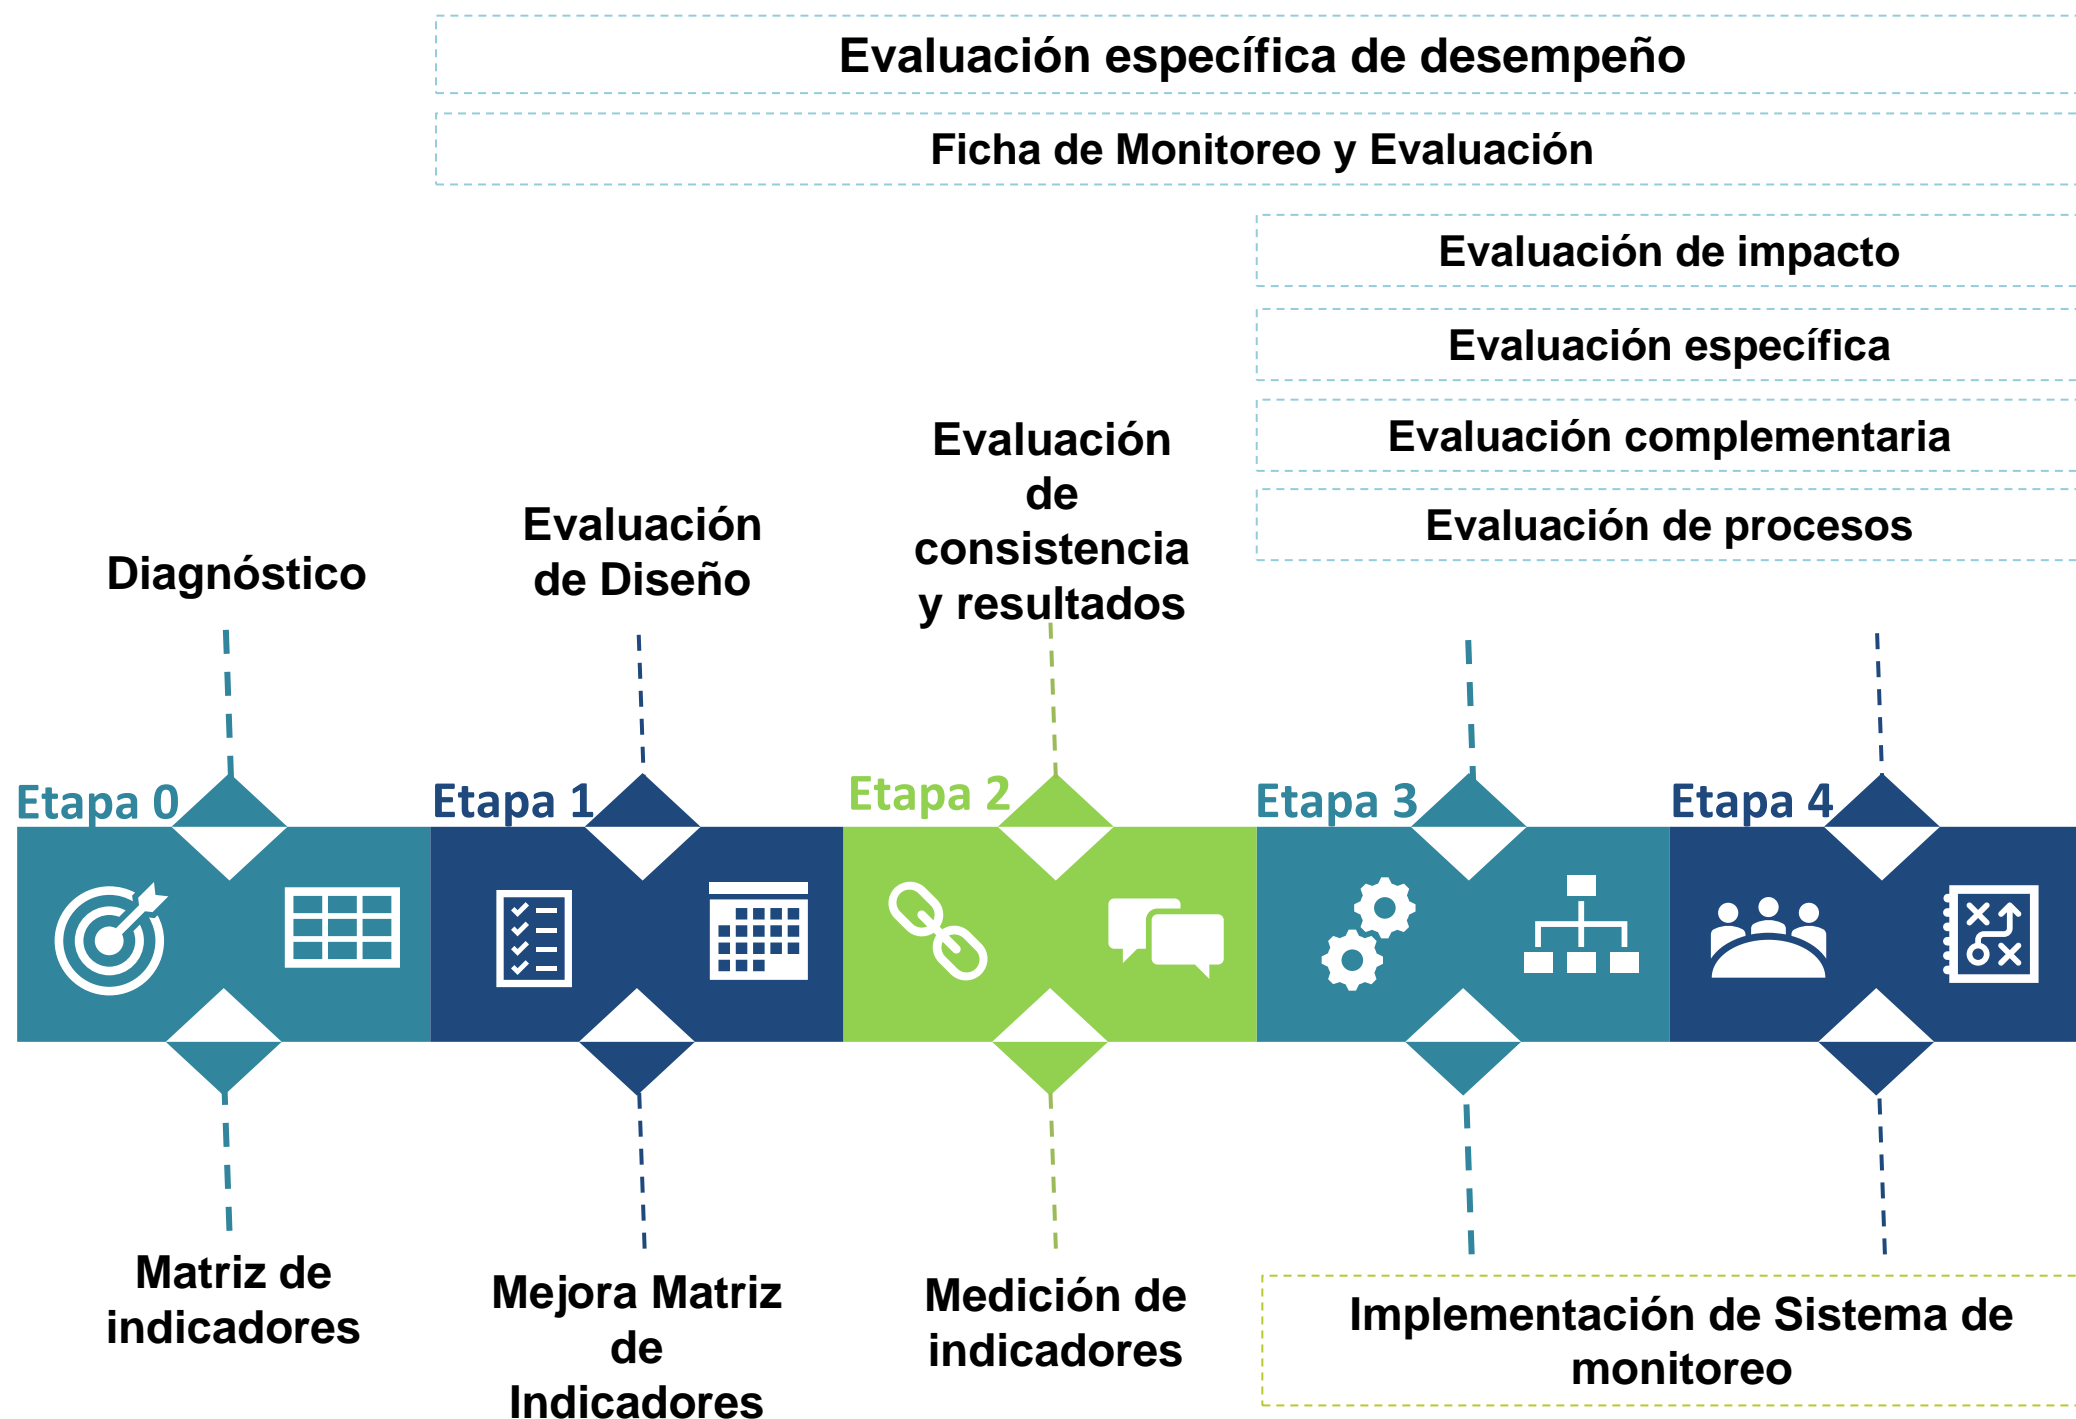 Evaluación específica de desempeño
Ficha de Monitoreo y Evaluación
Evaluación de impacto
Evaluación específica
Evaluación complementaria
Evaluación de procesos
Evaluación
de
consistencia
y resultados
Evaluación
de Diseño
Diagnóstico
Etapa 0
Etapa 1
Etapa 2
Etapa 3
Etapa 4
Matriz de
indicadores
Mejora Matriz
de
Indicadores
Medición de
indicadores
Implementación de Sistema de
monitoreo